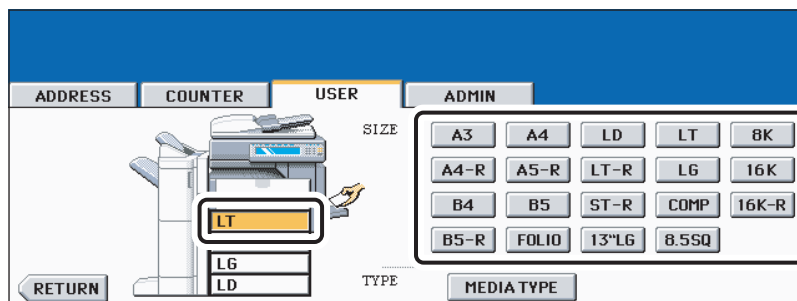 ADDRESS COUNTER USER ADMIN
SIZE A3 A4 LD LT 8K
A4-R A5-R LT-R LG 16K
B4 B5 ST-R COMP 16K-R
LT
B5-R FOLIO 13"LG 8.5SQ
LG
RETURN LD TYPE MEDIA TYPE